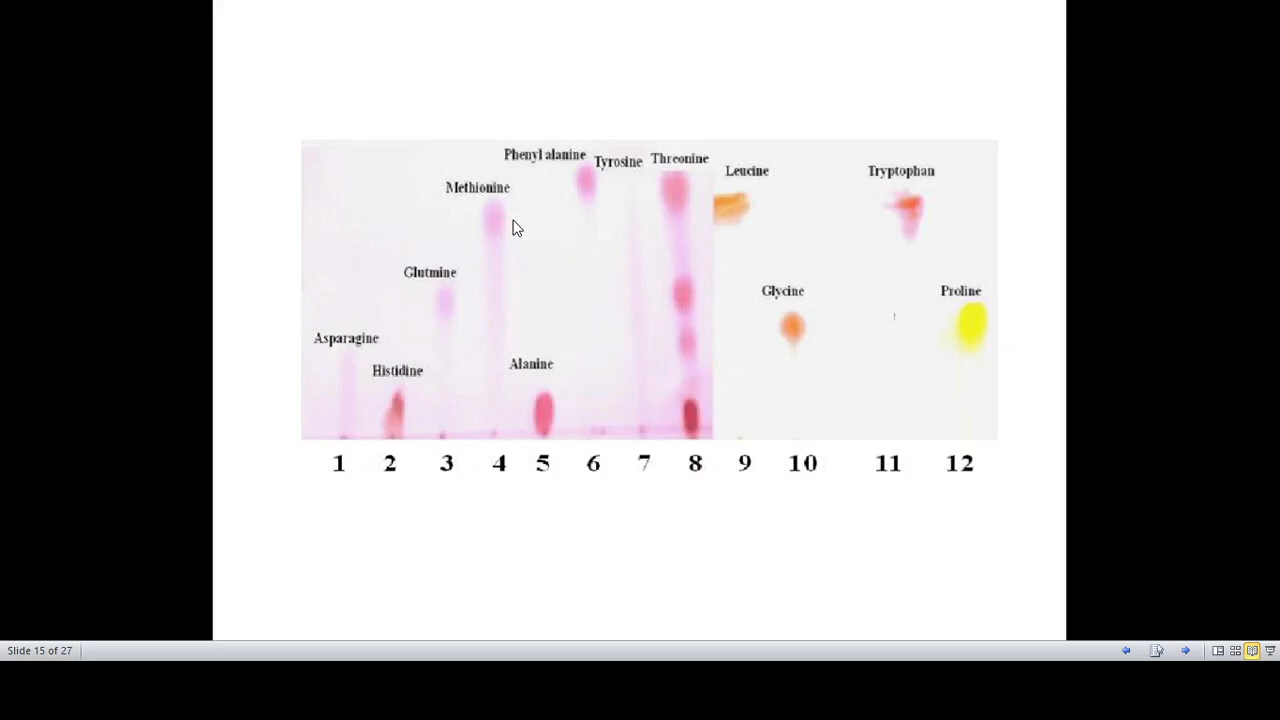 Phenyl alanine
Tyrosine
Threonine
Leucine
Tryptophan
Methionine
Glutmine
Glycine
Proline
Asparagine
Histidine
Alanine
1 2 3 4 5 6 7 8 9 10 11 12
Slide 15 of 27